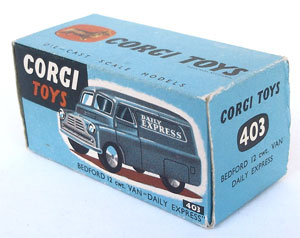 CORGI TOYS
DIE-CAST SCALE MODELS
CORGI
TOYS
DAILY
EXPRESS
403
BEDFORD 12 cwt. VAN-"DAILY EXPRESS"
CORGI TOYS
403
BEDFORD 12 cwt. VAN
DAILY EXPRESS